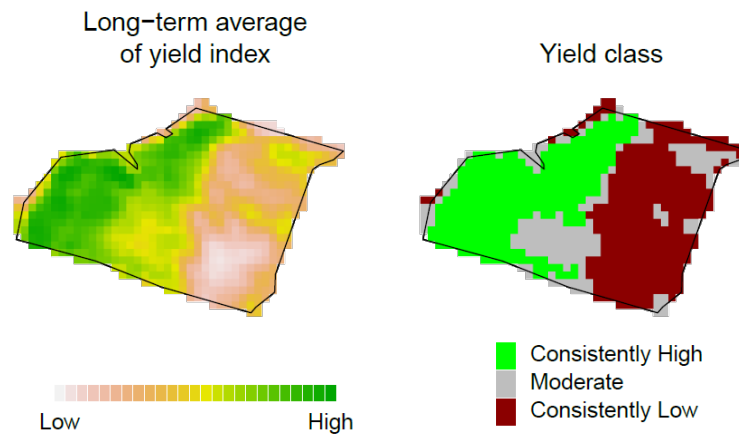 Long−term average
of yield index
Yield class
Low
High
Consistently High
Moderate
Consistently Low